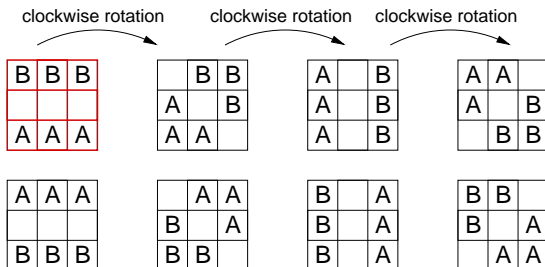 clockwise rotation clockwise rotation clockwise rotation
B B B B B A B A A
A B A B A B
A A A A A A B B B
A A A A A B A B B
B A B A B A
B B B B B B A A A